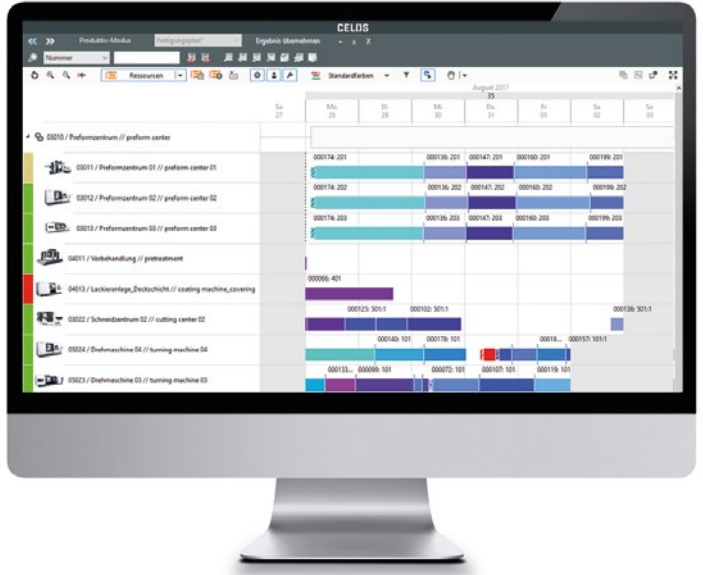 CELOS
Produktiv-Modus Fertigungsplan* Ergebnis übernehmen
Nummer
Ressourcen Standardfarben
August 2017
35
So Mo Di Mi Do Fr Sa So
27 28 29 30 31 01 02 03
03010 / Preformzentrum // preform center
000174: 201 000136: 201 000147: 201 000160: 201 000199: 201
03011 / Preformzentrum 01 // preform center 01
000174: 202 000136: 202 000147: 202 000160: 202 000199: 202
03012 / Preformzentrum 02 // preform center 02
000174: 203 000136: 203 000147: 203 000160: 203 000199: 203
03013 / Preformzentrum 03 // preform center 03
04011 / Vorbehandlung // pretreatment
000066: 401
04013 / Lackieranlage_Deckschicht // coating machine_covering
000125: 501:1 000102: 501:1 000136: 501:1
03022 / Schneidzentrum 02 // cutting center 02
000140: 101 000178: 101 00018... 000157: 101:1
05024 / Drehmaschine 04 // turning machine 04
000133... 000099: 101 000072: 101 000107: 101 000119: 101
05023 / Drehmaschine 03 // turning machine 03